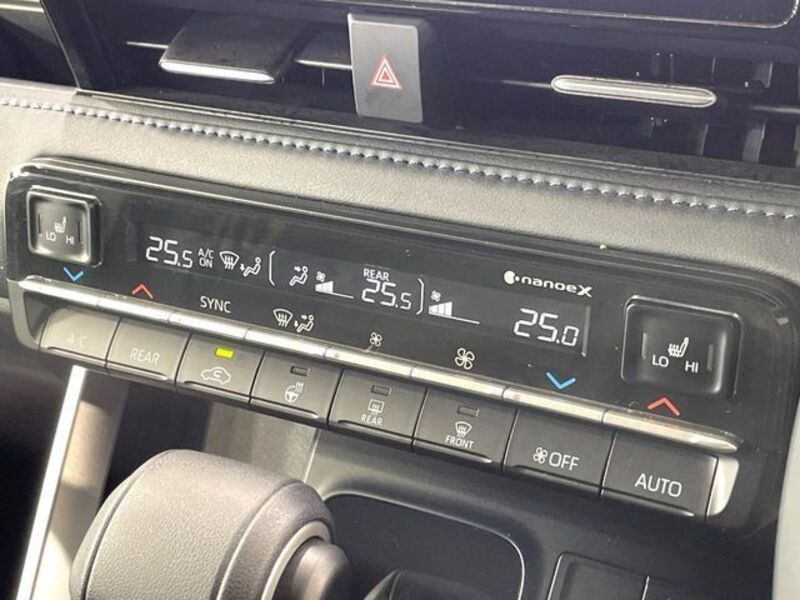 LO HI
25.5 A/C ON
REAR
25.5
nanoeX
25.0
LO HI
SYNC
A/C
REAR
REAR
FRONT
OFF
AUTO